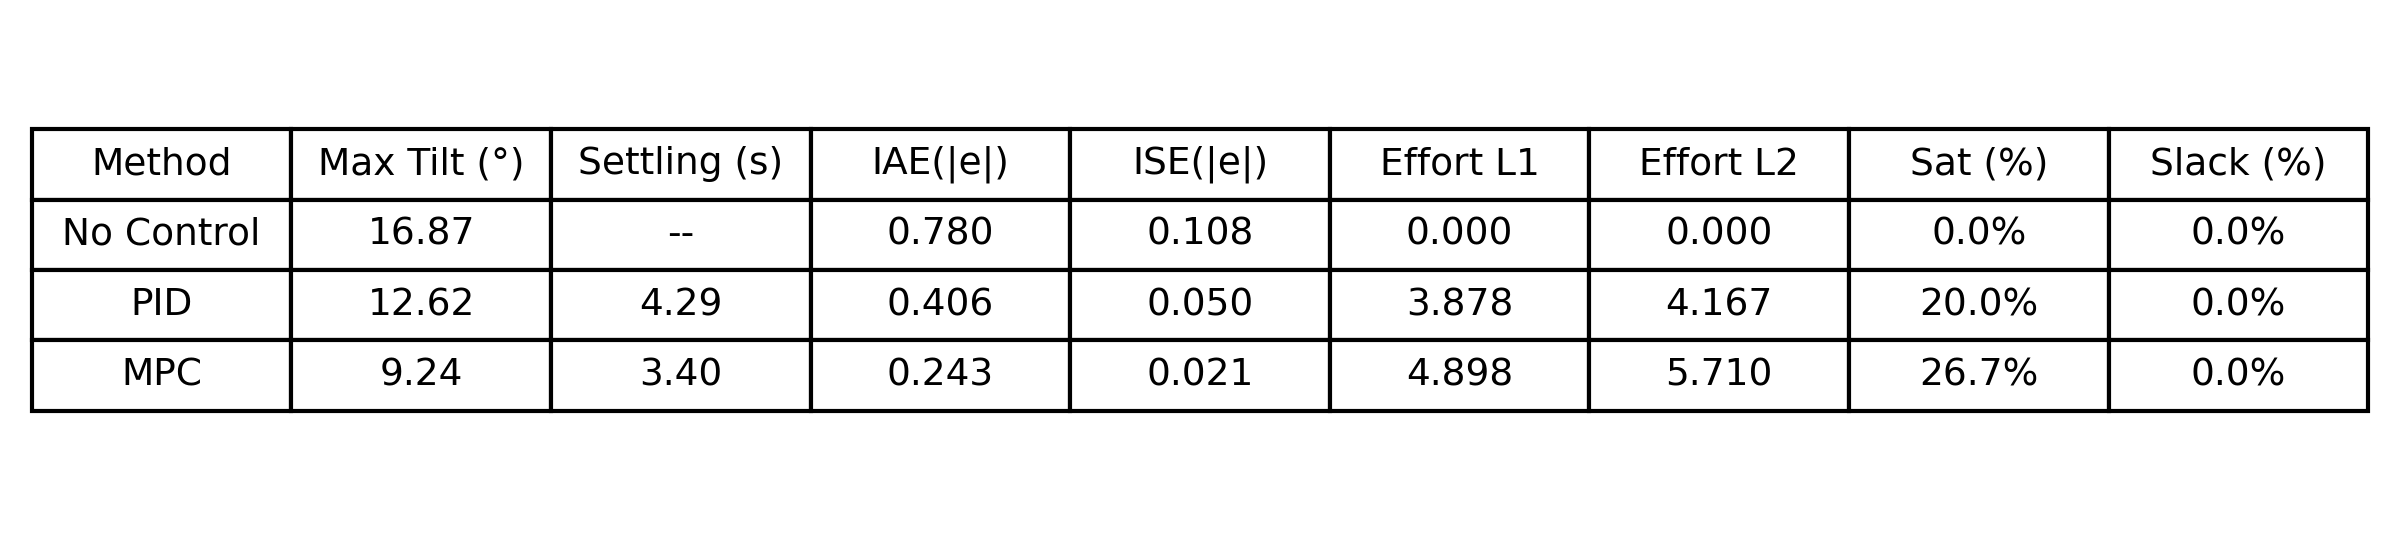 Method Max Tilt (°) Settling (s) IAE(|e|) ISE(|e|) Effort L1 Effort L2 Sat (%) Slack (%)
No Control 16.87 -- 0.780 0.108 0.000 0.000 0.0% 0.0%
PID 12.62 4.29 0.406 0.050 3.878 4.167 20.0% 0.0%
MPC 9.24 3.40 0.243 0.021 4.898 5.710 26.7% 0.0%